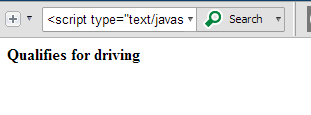 <script type="text/javas
Search
Qualifies for driving